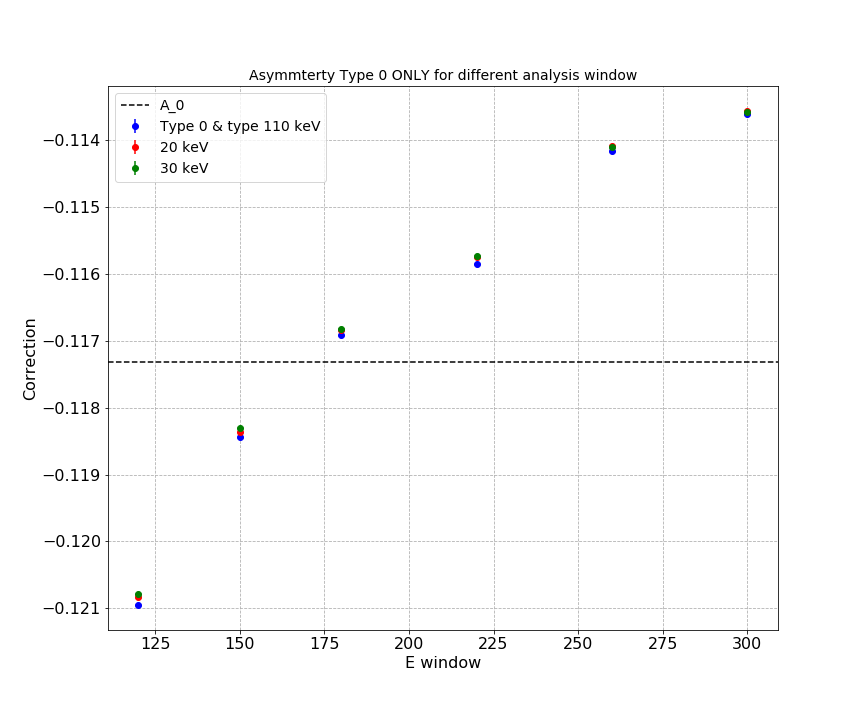 Asymmterty Type 0 ONLY for different analysis window
A_0
Type 0 & type 110 keV
20 keV
30 keV
−0.114
−0.115
−0.116
−0.117
−0.118
−0.119
−0.120
−0.121
Correction
125 150 175 200 225 250 275 300
E window